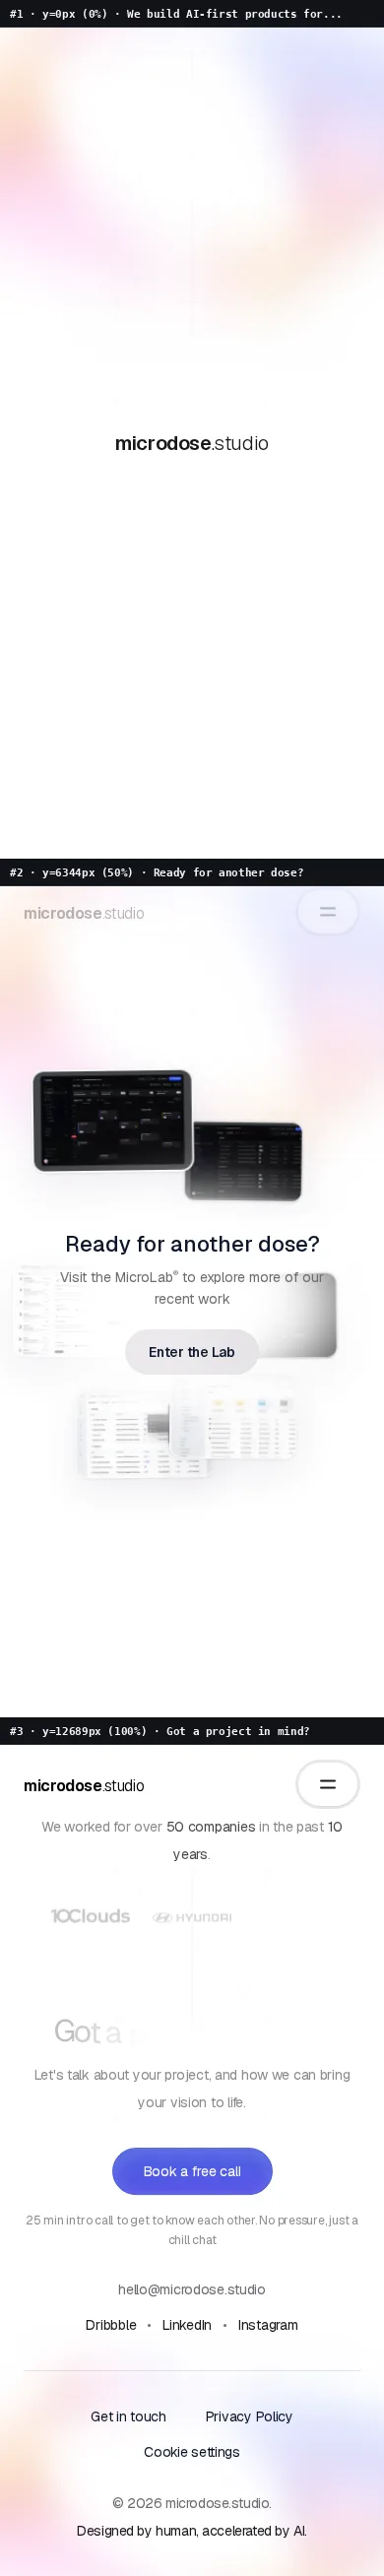 #1 · y=0px (0%) · We build AI-first products for...
microdose.studio
#2 · y=6344px (50%) · Ready for another dose?
microdose.studio
Ready for another dose?
Visit the MicroLab® to explore more of our
recent work
Enter the Lab
#3 · y=12689px (100%) · Got a project in mind?
microdose.studio
We worked for over 50 companies in the past 10
years.
10Clouds HYUNDAI
Got a p
Let's talk about your project, and how we can bring
your vision to life.
Book a free call
25 min intro call to get to know each other. No pressure, just a
chill chat
hello@microdose.studio
Dribbble • LinkedIn • Instagram
Get in touch Privacy Policy
Cookie settings
© 2026 microdose.studio.
Designed by human, accelerated by AI.